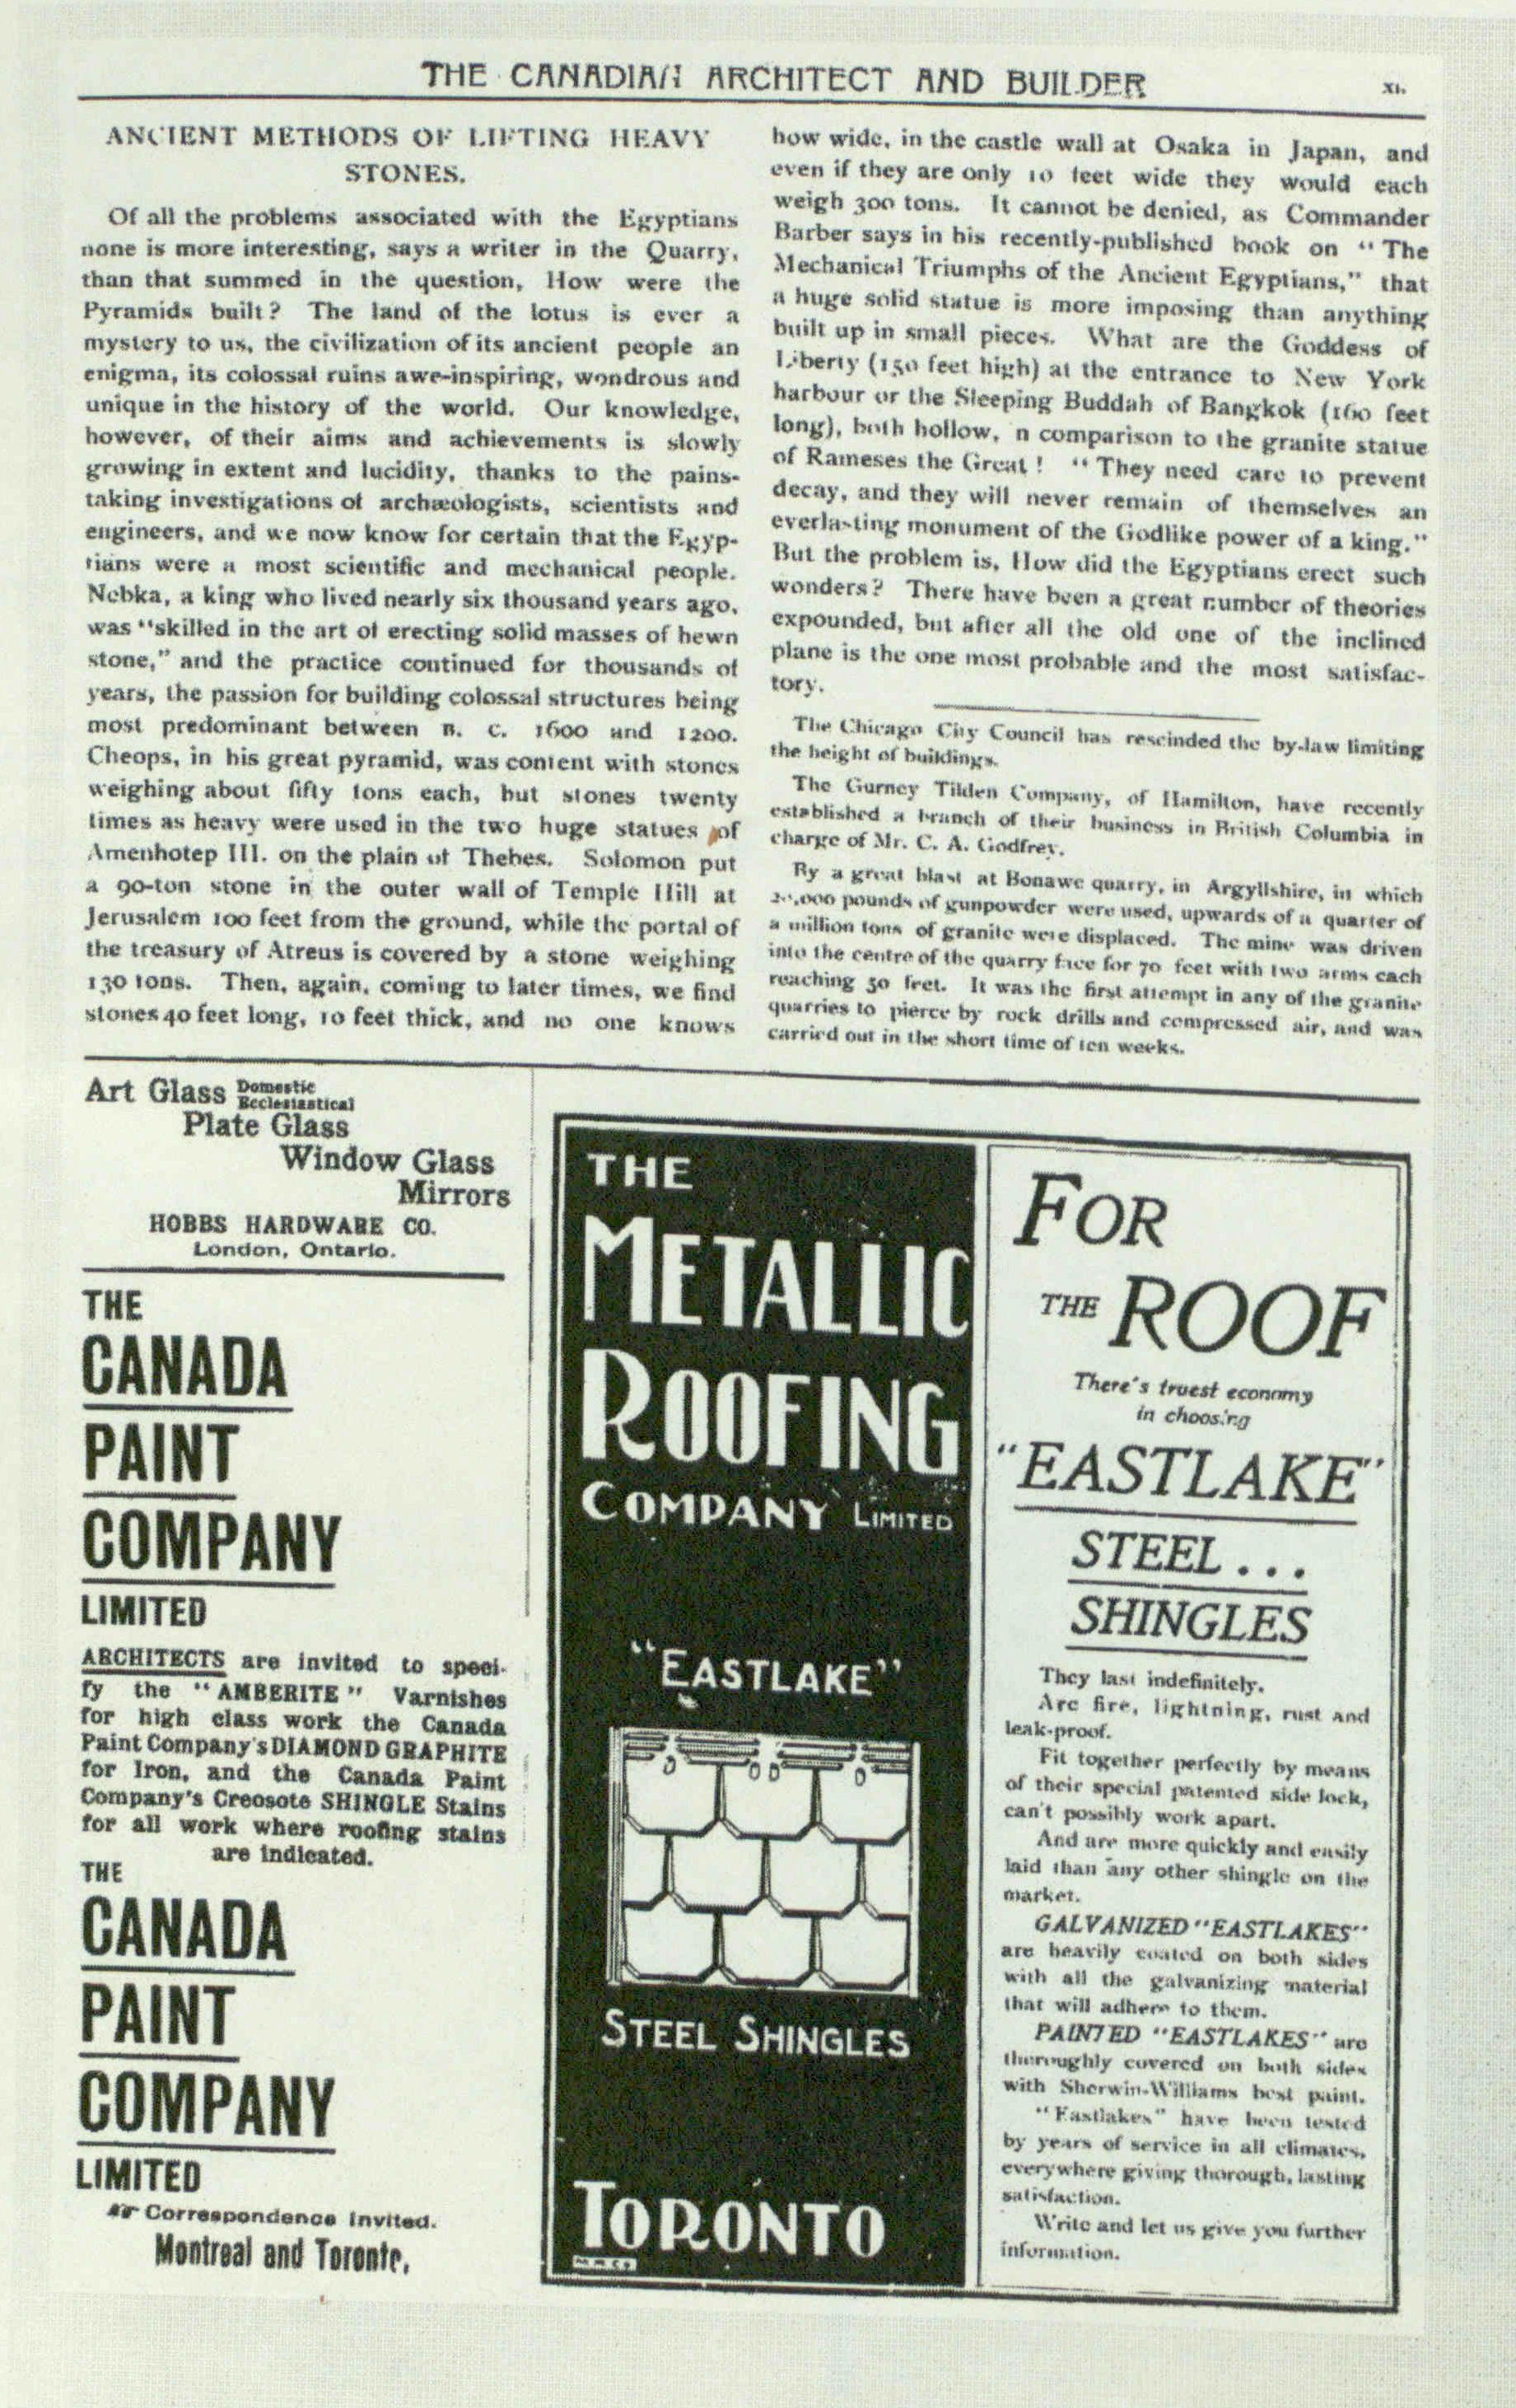 THE CANADIAN ARCHITECT AND BUILDER
xi.
ANCIENT METHODS OF LIFTING HEAVY
STONES.
Of all the problems associated with the Egyptians
none is more interesting, says a writer in the Quarry,
than that summed in the question, How were the
Pyramids built? The land of the lotus is ever a
mystery to us, the civilization of its ancient people an
enigma, its colossal ruins awe-inspiring, wondrous and
unique in the history of the world. Our knowledge,
however, of their aims and achievements is slowly
growing in extent and lucidity, thanks to the pains-
taking investigations of archæologists, scientists and
engineers, and we now know for certain that the Egyp-
tians were a most scientific and mechanical people.
Nebka, a king who lived nearly six thousand years ago,
was "skilled in the art of erecting solid masses of hewn
stone," and the practice continued for thousands of
years, the passion for building colossal structures being
most predominant between B. C. 1600 and 1200.
Cheops, in his great pyramid, was content with stones
weighing about fifty tons each, but stones twenty
times as heavy were used in the two huge statues of
Amenhotep III. on the plain of Thebes. Solomon put
a 90-ton stone in the outer wall of Temple Hill at
Jerusalem 100 feet from the ground, while the portal of
the treasury of Atreus is covered by a stone weighing
130 tons. Then, again, coming to later times, we find
stones 40 feet long, 10 feet thick, and no one knows
how wide, in the castle wall at Osaka in Japan, and
even if they are only 10 feet wide they would each
weigh 300 tons. It cannot be denied, as Commander
Barber says in his recently-published book on "The
Mechanical Triumphs of the Ancient Egyptians," that
a huge solid statue is more imposing than anything
built up in small pieces. What are the Goddess of
Liberty (150 feet high) at the entrance to New York
harbour or the Sleeping Buddah of Bangkok (160 feet
long), both hollow, n comparison to the granite statue
of Rameses the Great! "They need care to prevent
decay, and they will never remain of themselves an
everlasting monument of the Godlike power of a king."
But the problem is, How did the Egyptians erect such
wonders? There have been a great number of theories
expounded, but after all the old one of the inclined
plane is the one most probable and the most satisfac-
tory.
The Chicago City Council has rescinded the by-law limiting
the height of buildings.
The Gurney Tilden Company, of Hamilton, have recently
established a branch of their business in British Columbia in
charge of Mr. C. A. Godfrey.
By a great blast at Bonawe quarry, in Argyllshire, in which
pounds of gunpowder were used, upwards of a quarter of
a million tons of granite were displaced. The mine was driven
into the centre of the quarry face for 70 feet with two arms each
reaching 50 feet. It was the first attempt in any of the granite
quarries to pierce by rock drills and compressed air, and was
carried out in the short time of ten weeks.
Art Glass Domestic
Ecclesiastical
Plate Glass
Window Glass
Mirrors
HOBBS HARDWARE CO.
London, Ontario.
THE
CANADA
PAINT
COMPANY
LIMITED
ARCHITECTS are invited to speci-
fy the "AMBERITE" Varnishes
for high class work the Canada
Paint Company's DIAMOND GRAPHITE
for Iron, and the Canada Paint
Company's Creosote SHINGLE Stains
for all work where roofing stains
are indicated.
THE
CANADA
PAINT
COMPANY
LIMITED
Correspondence Invited.
Montreal and Toronto.
THE
METALLIC
ROOFING
COMPANY LIMITED
"EASTLAKE"
STEEL SHINGLES
TORONTO
FOR
THE ROOF
There's truest economy
in choosing
"EASTLAKE"
STEEL...
SHINGLES
They last indefinitely.
Are fire, lightning, rust and
leak-proof.
Fit together perfectly by means
of their special patented side lock,
can't possibly work apart.
And are more quickly and easily
laid than any other shingle on the
market.
GALVANIZED "EASTLAKES"
are heavily coated on both sides
with all the galvanizing material
that will adhere to them.
PAINTED "EASTLAKES" are
thoroughly covered on both sides
with Sherwin-Williams best paint.
"Eastlakes" have been tested
by years of service in all climates,
everywhere giving thorough, lasting
satisfaction.
Write and let us give you further
information.